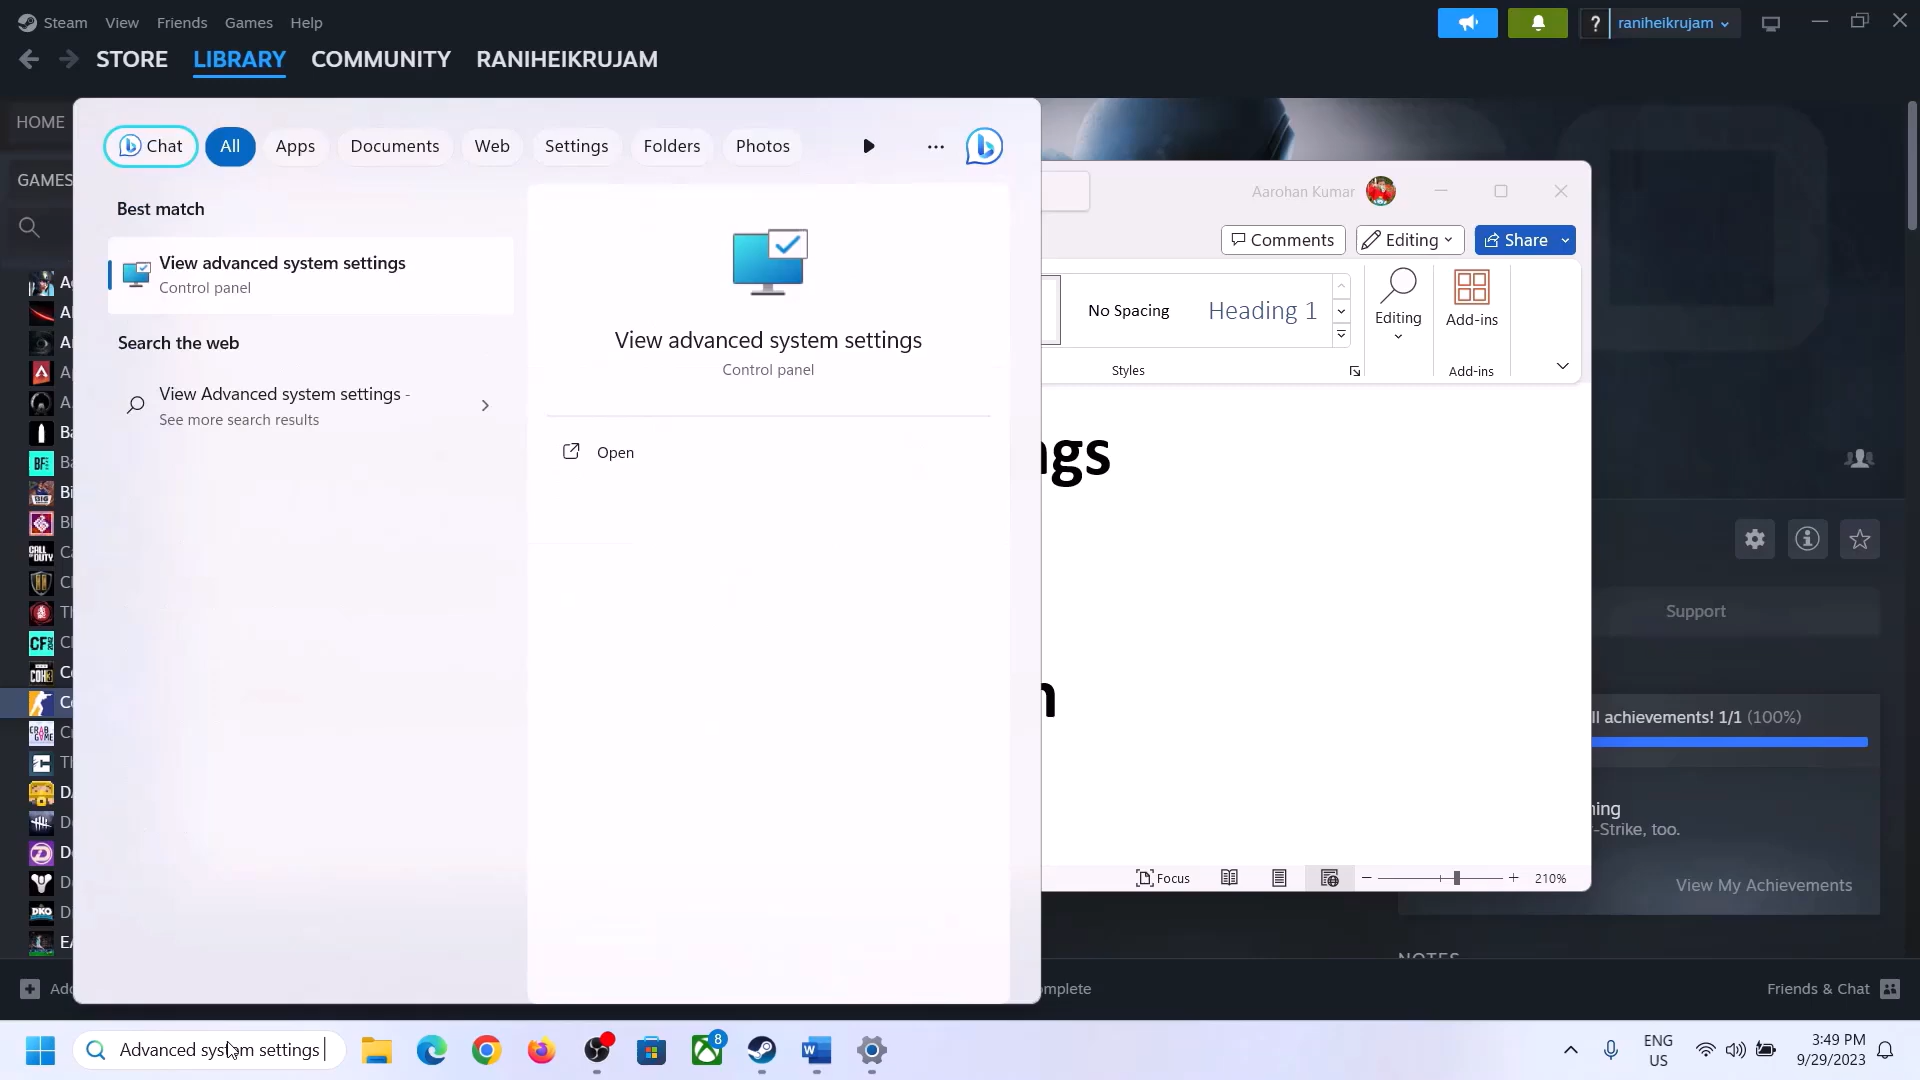 Steam View Friends Games Help
? raniheikrujam
STORE LIBRARY COMMUNITY RANIHEIKRUJAM
HOME
Chat All Apps Documents Web Settings Folders Photos ...
GAMES
Best match
View advanced system settings
Control panel
Search the web
View Advanced system settings -
See more search results
View advanced system settings
Control panel
Open
Aarohan Kumar
Comments Editing Share
No Spacing Heading 1
Editing
Add-ins
Styles
Add-ins
ngs
n
Focus
210%
Support
ll achievements! 1/1 (100%)
-Strike, too.
View My Achievements
NOTES
Friends & Chat
Advanced system settings
8
ENG
US
3:49 PM
9/29/2023